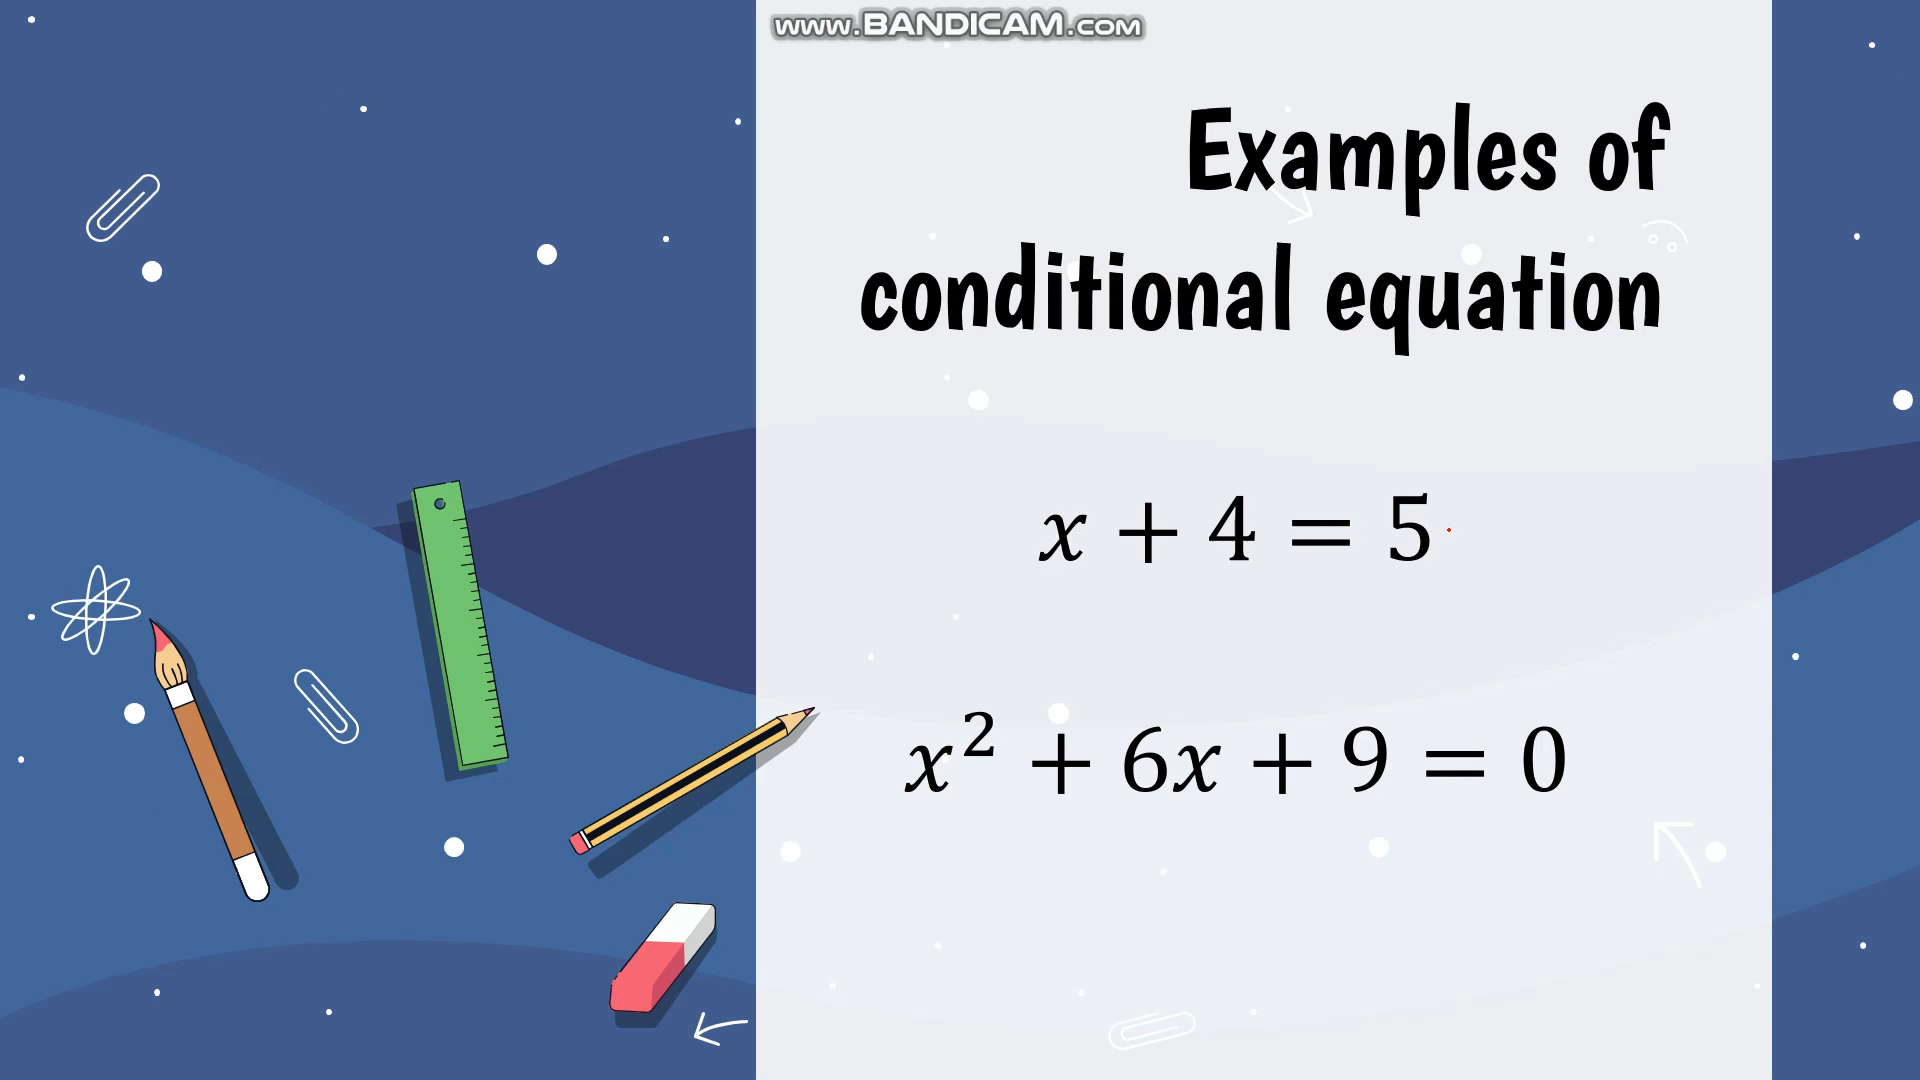 www.BANDICAM.com
Examples of
conditional equation
x + 4 = 5
x² + 6x + 9 = 0